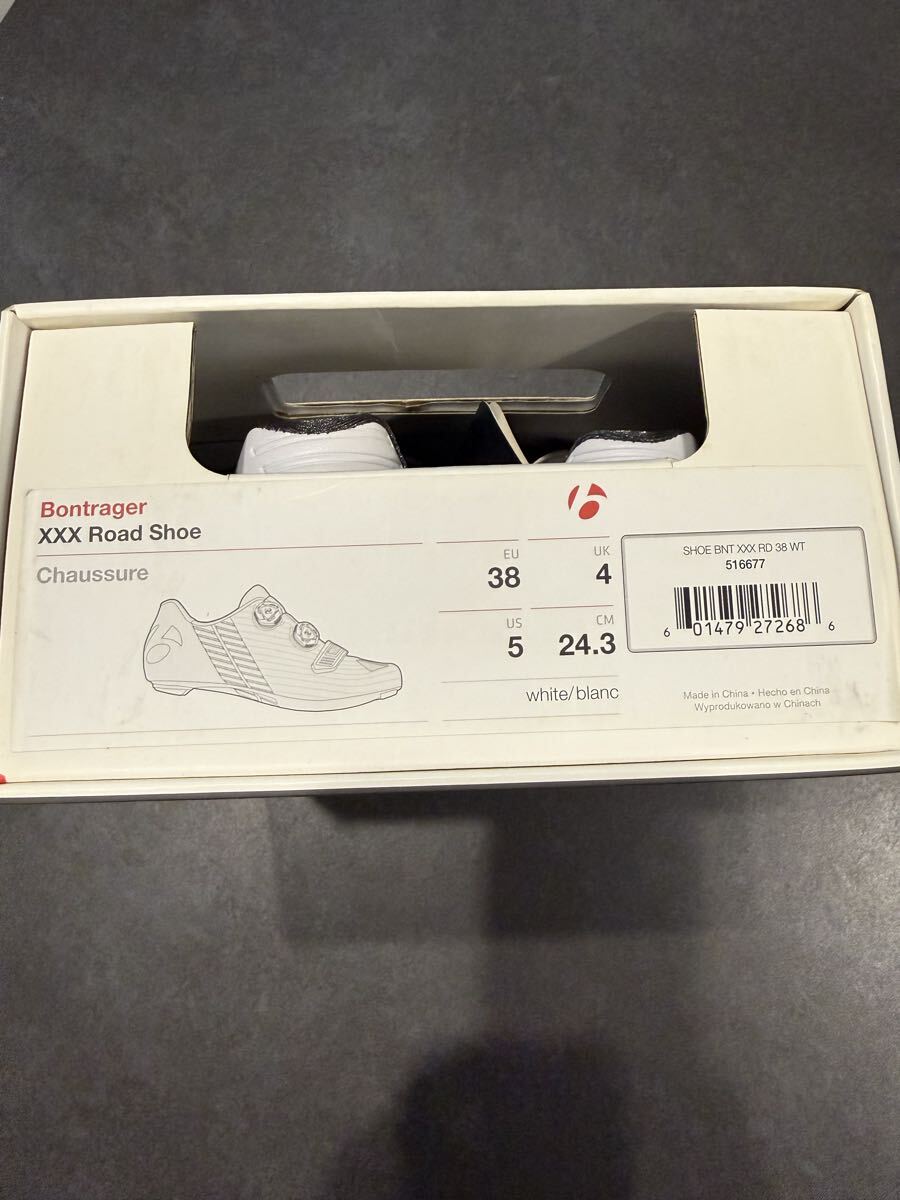 Bontrager
XXX Road Shoe
Chaussure
EU
38
UK
4
US
5
CM
24.3
white/blanc
SHOE BNT XXX RD 38 WT
516677
6 01479 27268 6
Made in China • Hecho en China
Wyprodukowano w Chinach